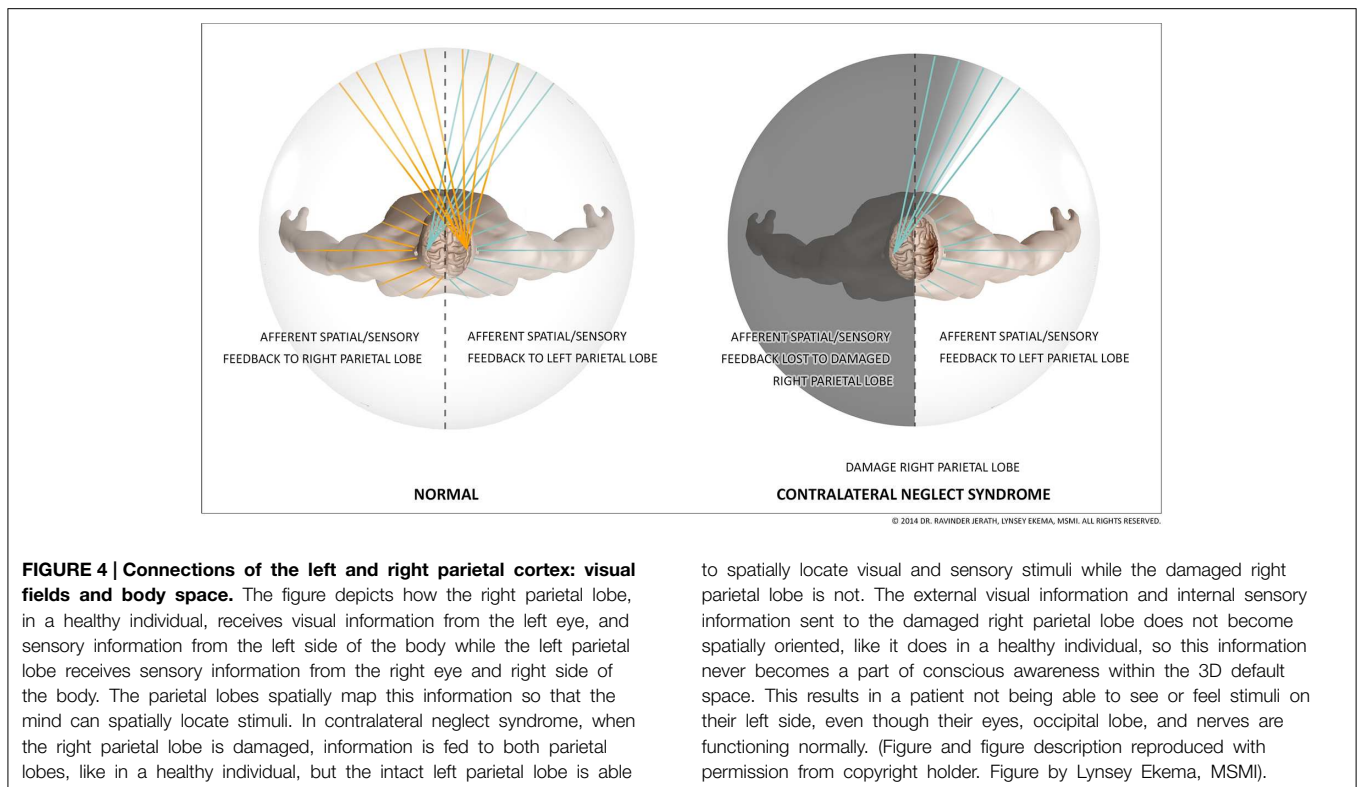 AFFERENT SPATIAL/SENSORY
FEEDBACK TO RIGHT PARIETAL LOBE
AFFERENT SPATIAL/SENSORY
FEEDBACK TO LEFT PARIETAL LOBE
NORMAL
AFFERENT SPATIAL/SENSORY
FEEDBACK LOST TO DAMAGED
RIGHT PARIETAL LOBE
AFFERENT SPATIAL/SENSORY
FEEDBACK TO LEFT PARIETAL LOBE
DAMAGE RIGHT PARIETAL LOBE
CONTRALATERAL NEGLECT SYNDROME
© 2014 DR. RAVINDER JERATH, LYNSEY EKEMA, MSMI. ALL RIGHTS RESERVED.
FIGURE 4 | Connections of the left and right parietal cortex: visual
fields and body space. The figure depicts how the right parietal lobe,
in a healthy individual, receives visual information from the left eye, and
sensory information from the left side of the body while the left parietal
lobe receives sensory information from the right eye and right side of
the body. The parietal lobes spatially map this information so that the
mind can spatially locate stimuli. In contralateral neglect syndrome, when
the right parietal lobe is damaged, information is fed to both parietal
lobes, like in a healthy individual, but the intact left parietal lobe is able
to spatially locate visual and sensory stimuli while the damaged right
parietal lobe is not. The external visual information and internal sensory
information sent to the damaged right parietal lobe does not become
spatially oriented, like it does in a healthy individual, so this information
never becomes a part of conscious awareness within the 3D default
space. This results in a patient not being able to see or feel stimuli on
their left side, even though their eyes, occipital lobe, and nerves are
functioning normally. (Figure and figure description reproduced with
permission from copyright holder. Figure by Lynsey Ekema, MSMI).